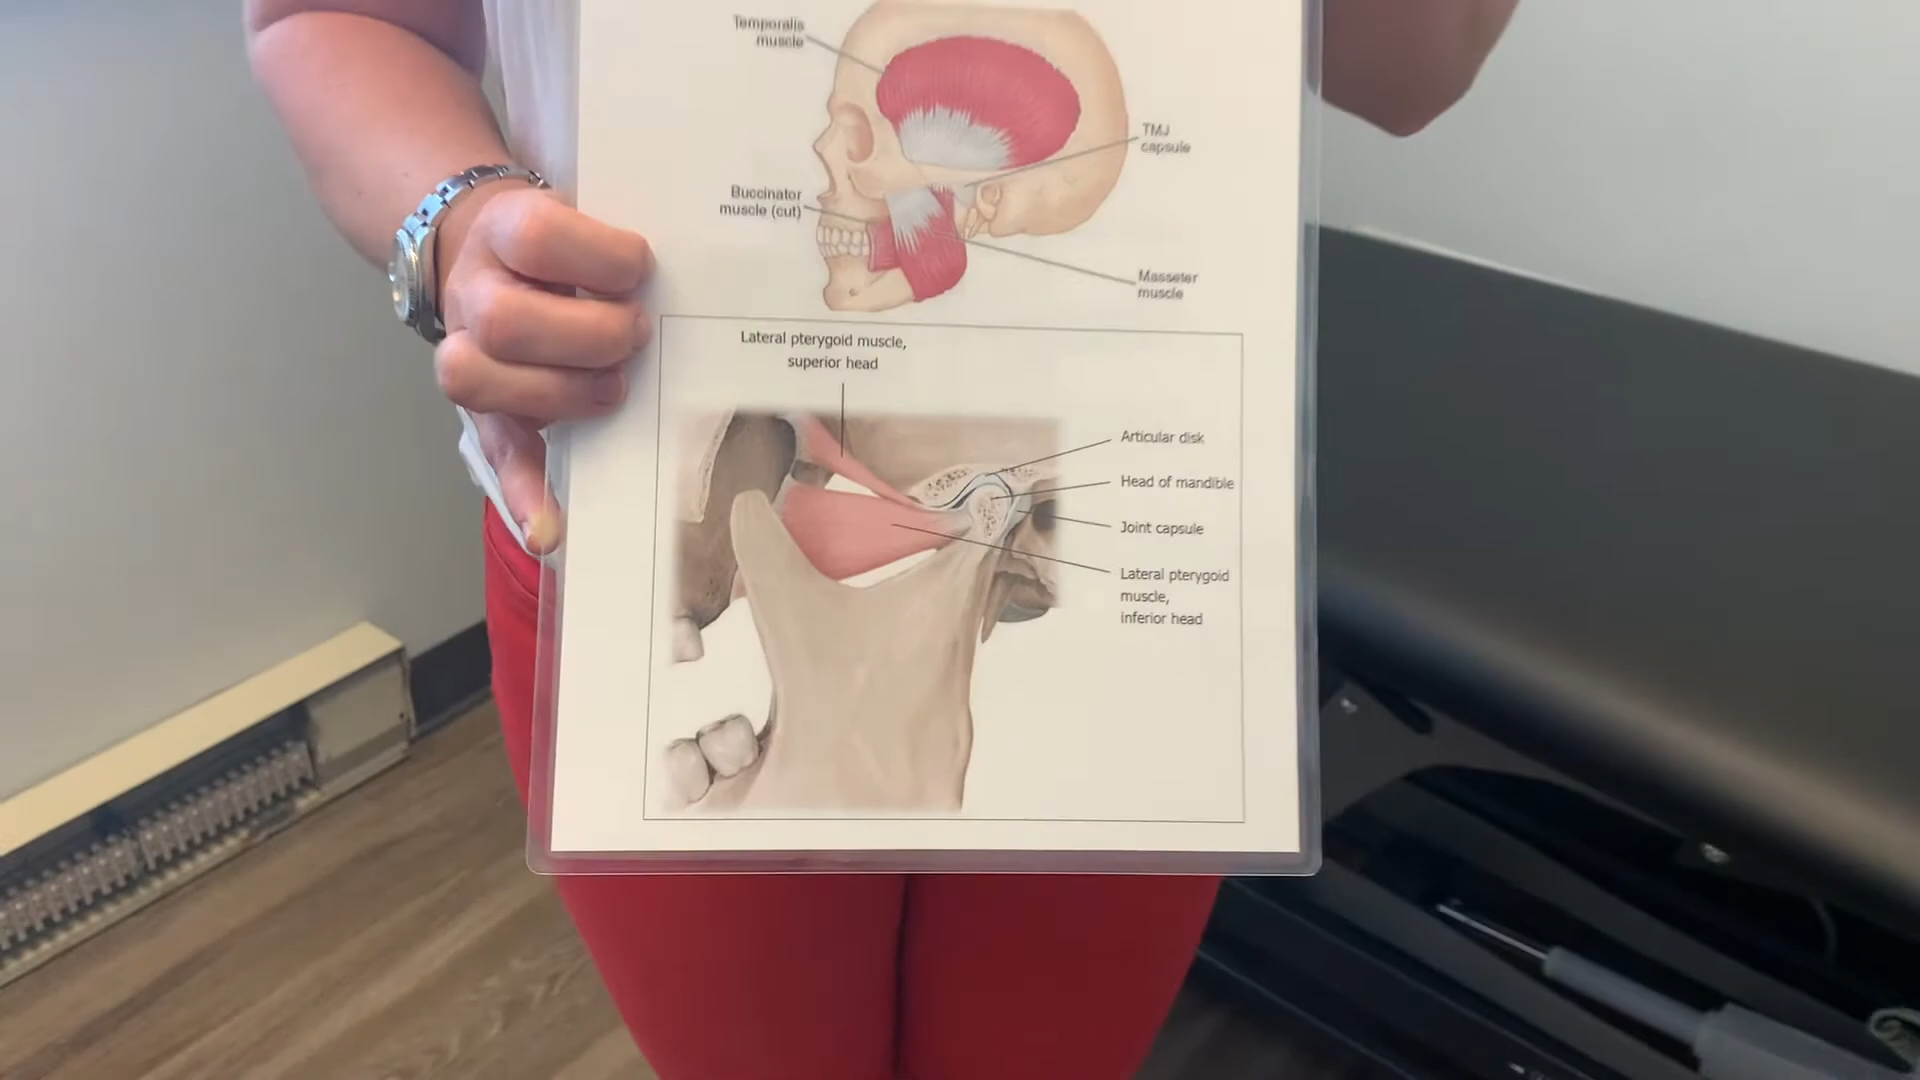 Temporalis
muscle
TMJ
capsule
Buccinator
muscle (cut)
Masseter
muscle
Lateral pterygoid muscle,
superior head
Articular disk
Head of mandible
Joint capsule
Lateral pterygoid
muscle,
inferior head